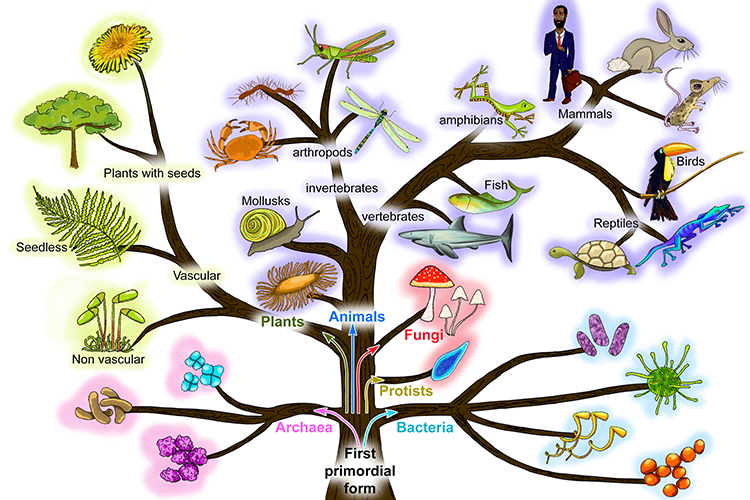 amphibians
Mammals
arthropods
Birds
Plants with seeds
invertebrates
Fish
Mollusks
vertebrates
Reptiles
Seedless
Vascular
Plants
Animals
Fungi
Non vascular
Protists
Archaea
Bacteria
First
primordial
form